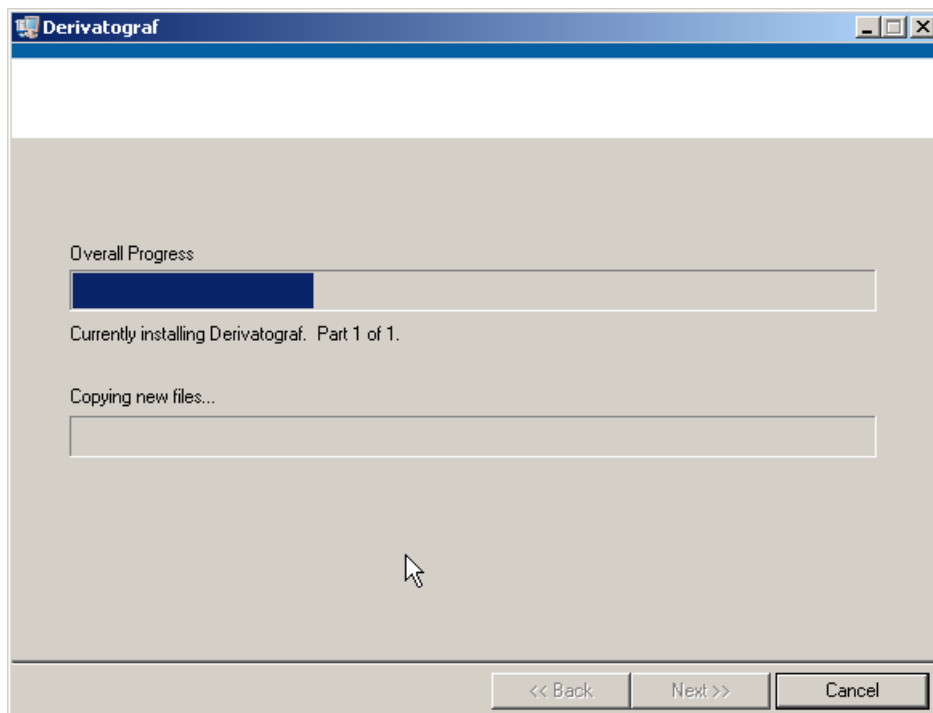 Derivatograf
Overall Progress
Currently installing Derivatograf.  Part 1 of 1.
Copying new files...
<< Back
Next >>
Cancel